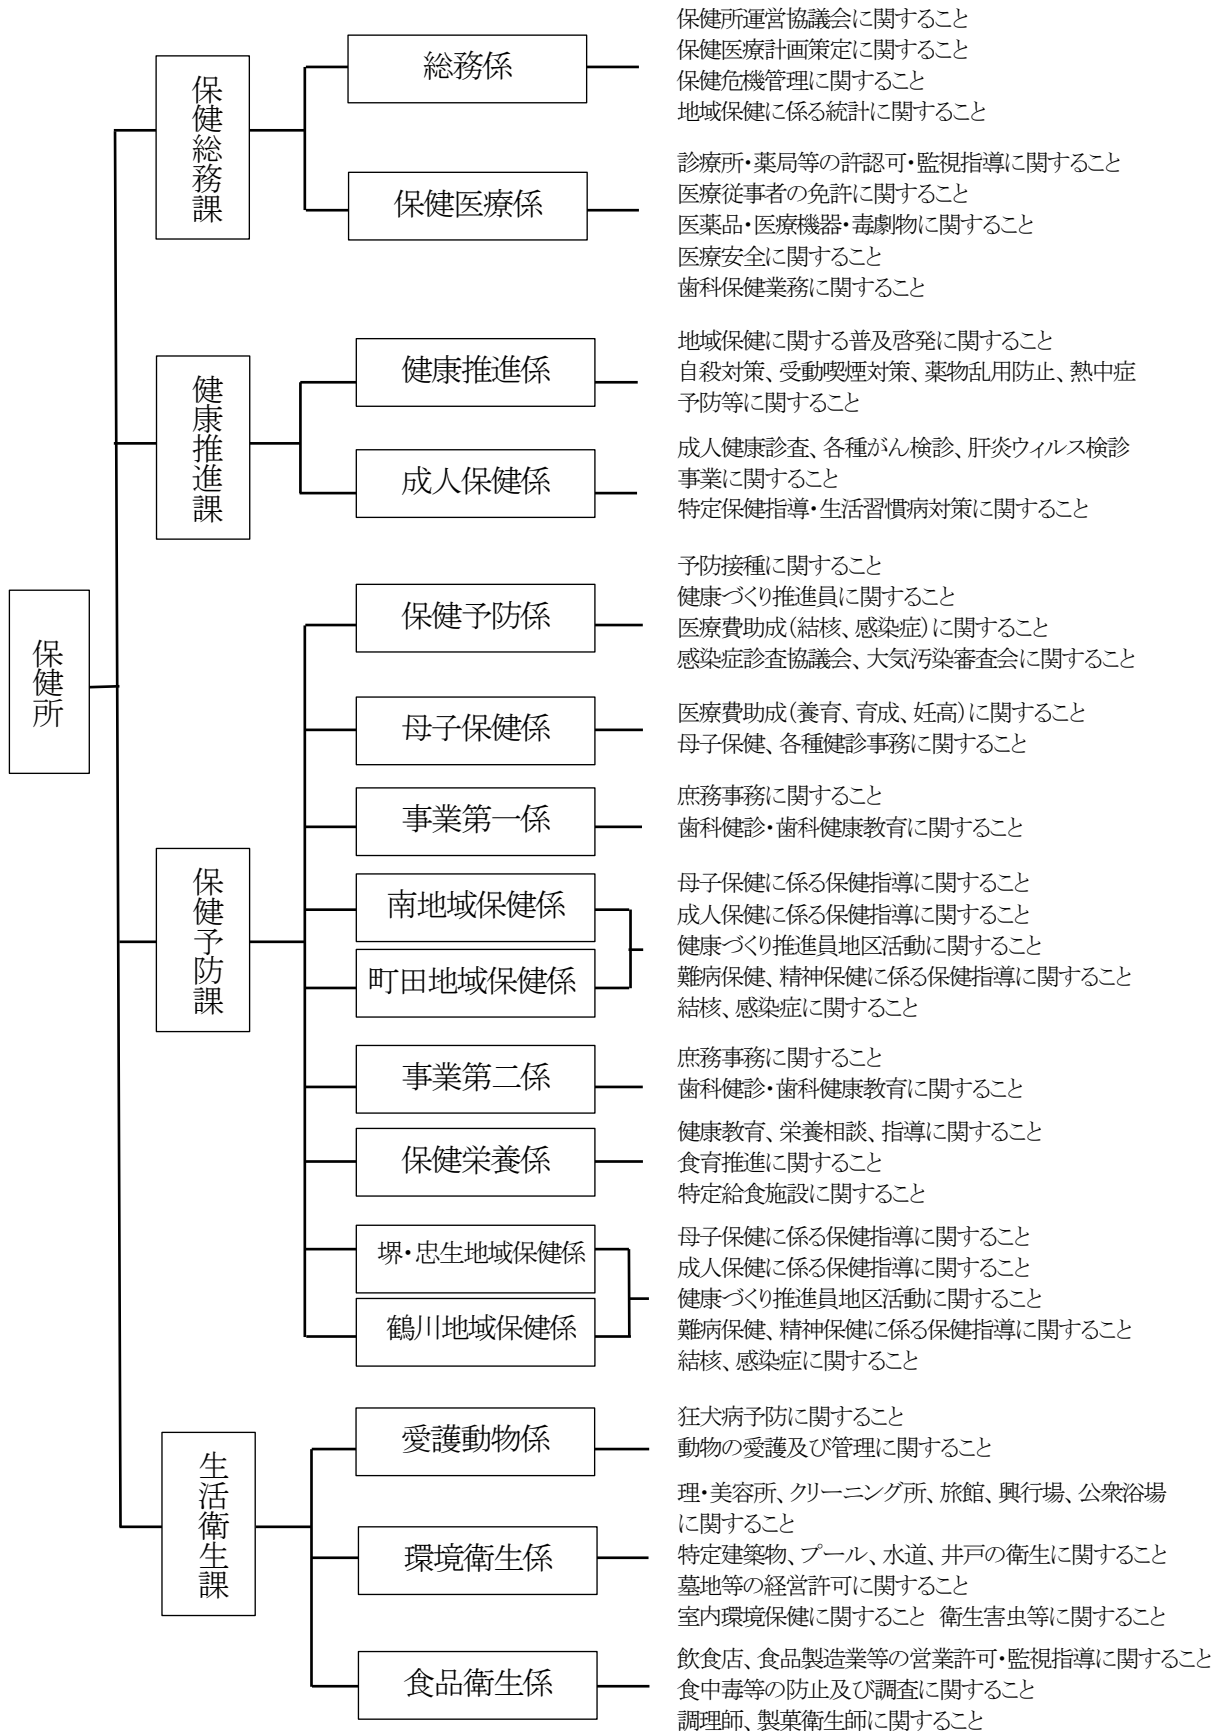 保健所
保健総務課
総務係
保健所運営協議会に関すること
保健医療計画策定に関すること
保健危機管理に関すること
地域保健に係る統計に関すること
保健医療係
診療所・薬局等の許認可・監視指導に関すること
医療従事者の免許に関すること
医薬品・医療機器・毒劇物に関すること
医療安全に関すること
歯科保健業務に関すること
健康推進課
健康推進係
地域保健に関する普及啓発に関すること
自殺対策、受動喫煙対策、薬物乱用防止、熱中症
予防等に関すること
成人保健係
成人健康診査、各種がん検診、肝炎ウィルス検診
事業に関すること
特定保健指導・生活習慣病対策に関すること
保健予防課
保健予防係
予防接種に関すること
健康づくり推進員に関すること
医療費助成(結核、感染症)に関すること
感染症診査協議会、大気汚染審査会に関すること
母子保健係
医療費助成(養育、育成、妊高)に関すること
母子保健、各種健診事務に関すること
事業第一係
庶務事務に関すること
歯科健診・歯科健康教育に関すること
南地域保健係
町田地域保健係
母子保健に係る保健指導に関すること
成人保健に係る保健指導に関すること
健康づくり推進員地区活動に関すること
難病保健、精神保健に係る保健指導に関すること
結核、感染症に関すること
事業第二係
庶務事務に関すること
歯科健診・歯科健康教育に関すること
保健栄養係
健康教育、栄養相談、指導に関すること
食育推進に関すること
特定給食施設に関すること
堺・忠生地域保健係
鶴川地域保健係
母子保健に係る保健指導に関すること
成人保健に係る保健指導に関すること
健康づくり推進員地区活動に関すること
難病保健、精神保健に係る保健指導に関すること
結核、感染症に関すること
生活衛生課
愛護動物係
狂犬病予防に関すること
動物の愛護及び管理に関すること
環境衛生係
理・美容所、クリーニング所、旅館、興行場、公衆浴場
に関すること
特定建築物、プール、水道、井戸の衛生に関すること
墓地等の経営許可に関すること
室内環境保健に関すること 衛生害虫等に関すること
食品衛生係
飲食店、食品製造業等の営業許可・監視指導に関すること
食中毒等の防止及び調査に関すること
調理師、製菓衛生師に関すること